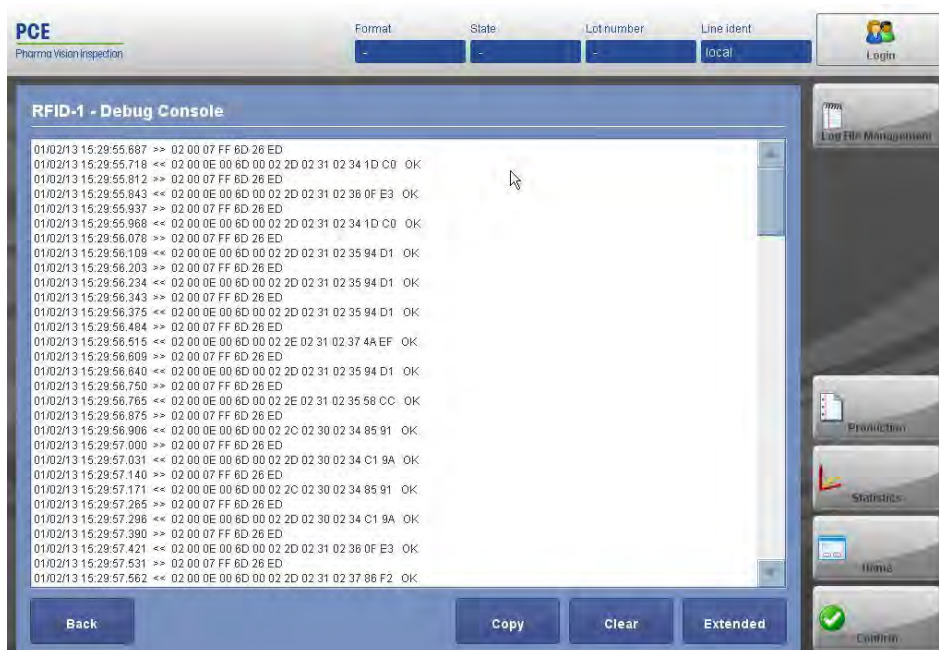 PCE
Pharma Vision Inspection
Format
-
State
-
Lot number
-
Line ident
local
Login
RFID-1 - Debug Console
01/02/13 15:29:55.687 >> 02 00 07 FF 6D 26 ED
01/02/13 15:29:55.718 << 02 00 0E 00 6D 00 02 2D 02 31 02 34 1D C0 OK
01/02/13 15:29:55.812 >> 02 00 07 FF 6D 26 ED
01/02/13 15:29:55.843 << 02 00 0E 00 6D 00 02 2D 02 31 02 36 0F E3 OK
01/02/13 15:29:55.937 >> 02 00 07 FF 6D 26 ED
01/02/13 15:29:55.968 << 02 00 0E 00 6D 00 02 2D 02 31 02 34 1D C0 OK
01/02/13 15:29:56.078 >> 02 00 07 FF 6D 26 ED
01/02/13 15:29:56.109 << 02 00 0E 00 6D 00 02 2D 02 31 02 35 94 D1 OK
01/02/13 15:29:56.203 >> 02 00 07 FF 6D 26 ED
01/02/13 15:29:56.234 << 02 00 0E 00 6D 00 02 2D 02 31 02 35 94 D1 OK
01/02/13 15:29:56.343 >> 02 00 07 FF 6D 26 ED
01/02/13 15:29:56.375 << 02 00 0E 00 6D 00 02 2D 02 31 02 35 94 D1 OK
01/02/13 15:29:56.484 >> 02 00 07 FF 6D 26 ED
01/02/13 15:29:56.515 << 02 00 0E 00 6D 00 02 2E 02 31 02 37 4A EF OK
01/02/13 15:29:56.609 >> 02 00 07 FF 6D 26 ED
01/02/13 15:29:56.640 << 02 00 0E 00 6D 00 02 2D 02 31 02 35 94 D1 OK
01/02/13 15:29:56.750 >> 02 00 07 FF 6D 26 ED
01/02/13 15:29:56.765 << 02 00 0E 00 6D 00 02 2E 02 31 02 35 58 CC OK
01/02/13 15:29:56.875 >> 02 00 07 FF 6D 26 ED
01/02/13 15:29:56.906 << 02 00 0E 00 6D 00 02 2C 02 30 02 34 85 91 OK
01/02/13 15:29:57.000 >> 02 00 07 FF 6D 26 ED
01/02/13 15:29:57.031 << 02 00 0E 00 6D 00 02 2D 02 30 02 34 C1 9A OK
01/02/13 15:29:57.140 >> 02 00 07 FF 6D 26 ED
01/02/13 15:29:57.171 << 02 00 0E 00 6D 00 02 2C 02 30 02 34 85 91 OK
01/02/13 15:29:57.265 >> 02 00 07 FF 6D 26 ED
01/02/13 15:29:57.296 << 02 00 0E 00 6D 00 02 2D 02 30 02 34 C1 9A OK
01/02/13 15:29:57.390 >> 02 00 07 FF 6D 26 ED
01/02/13 15:29:57.421 << 02 00 0E 00 6D 00 02 2D 02 31 02 36 0F E3 OK
01/02/13 15:29:57.531 >> 02 00 07 FF 6D 26 ED
01/02/13 15:29:57.562 << 02 00 0E 00 6D 00 02 2D 02 31 02 37 86 F2 OK
Back
Copy
Clear
Extended
Log File Management
Production
Statistics
Home
Confirm